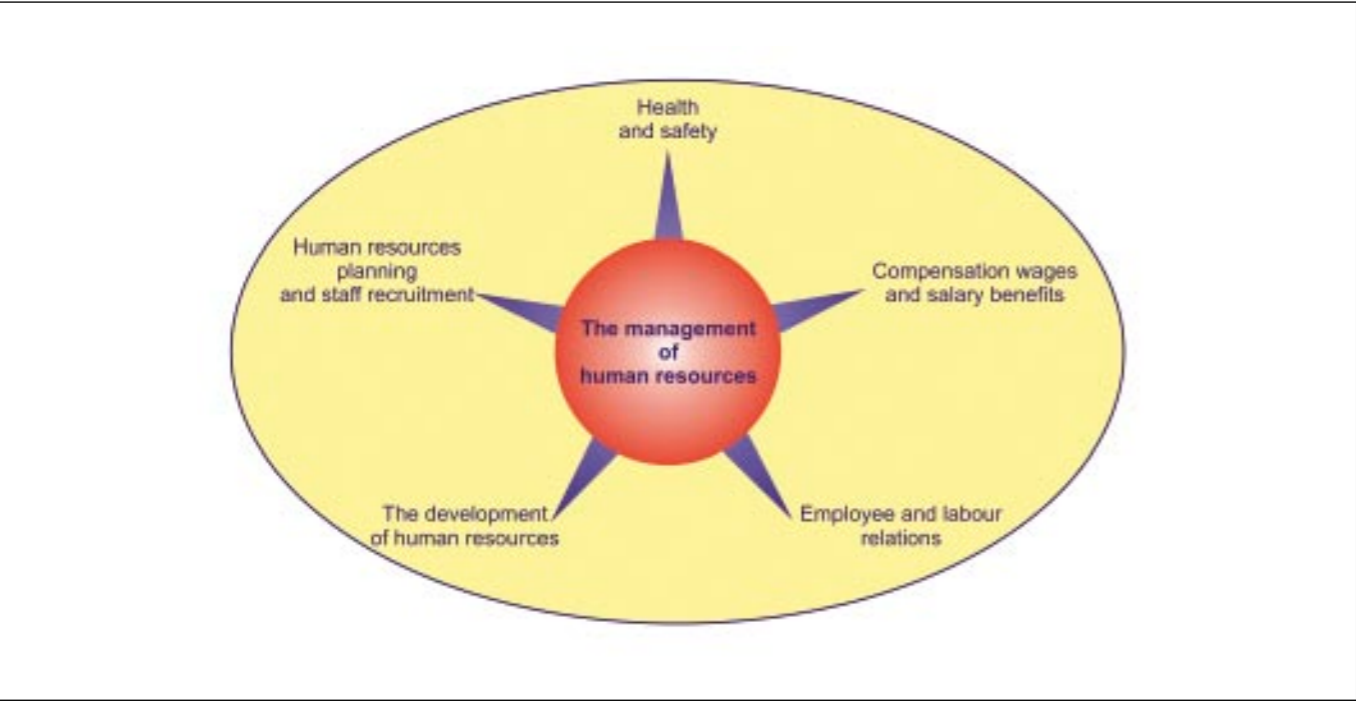 Health
and safety
Human resources
planning
and staff recruitment
Compensation wages
and salary benefits
The management
of
human resources
The development
of human resources
Employee and labour
relations